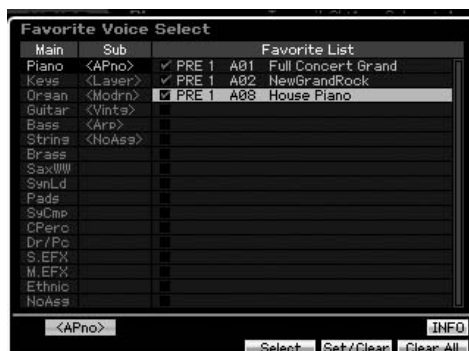 Favorite Voice Select
Main Sub Favorite List
Piano <APno> PRE 1 A01 Full Concert Grand
Keys <Layer> PRE 1 A02 NewGrandRock
Organ <Modrn> PRE 1 A08 House Piano
Guitar <Vintg>
Bass <Arp>
String <NoAsg>
Brass
SaxWW
SynLd
Pads
SyCmp
CPerc
Dr/Pc
S.EFX
M.EFX
Ethnic
NoAsg
<APno> INFO
Select Set/Clear Clear All